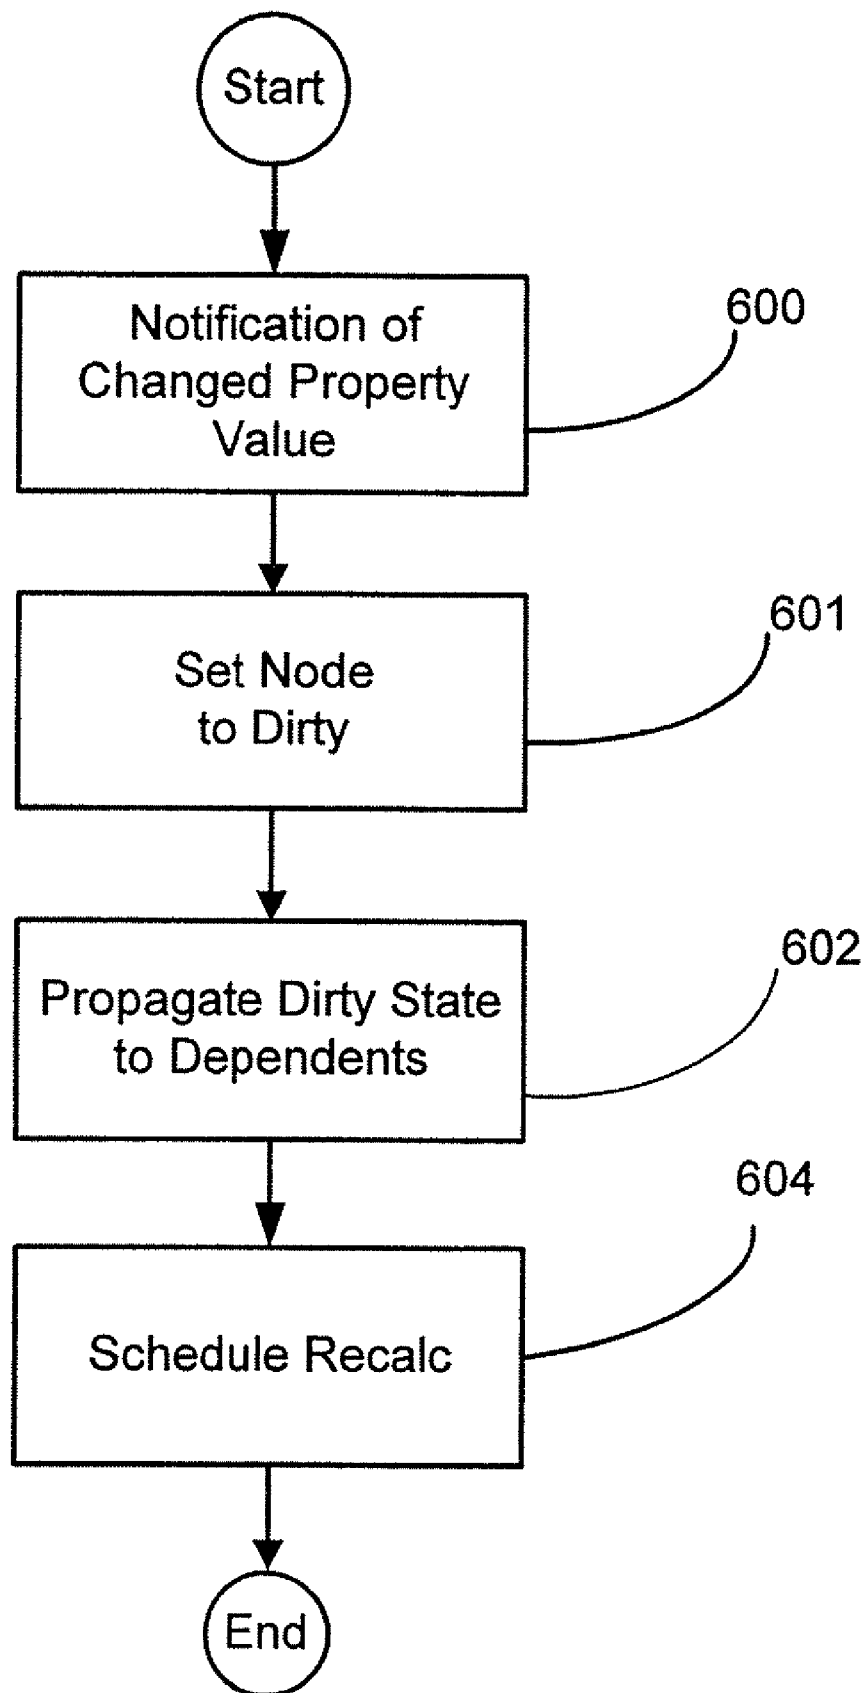 Start
Notification of
Changed Property
Value
600
Set Node
to Dirty
601
Propagate Dirty State
to Dependents
602
Schedule Recalc
604
End